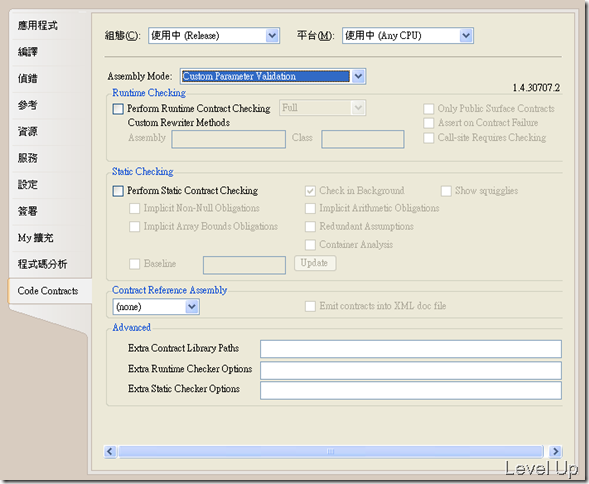 應用程式
編譯
偵錯
參考
資源
服務
設定
簽署
My 擴充
程式碼分析
Code Contracts
組態(C): 使用中 (Release) 平台(M): 使用中 (Any CPU)
Assembly Mode: Custom Parameter Validation
1.4.30707.2
Runtime Checking
Perform Runtime Contract Checking Full Only Public Surface Contracts
Custom Rewriter Methods Assert on Contract Failure
Assembly Class Call-site Requires Checking
Static Checking
Perform Static Contract Checking Check in Background Show squigglies
Implicit Non-Null Obligations Implicit Arithmetic Obligations
Implicit Array Bounds Obligations Redundant Assumptions
Container Analysis
Baseline Update
Contract Reference Assembly
(none) Emit contracts into XML doc file
Advanced
Extra Contract Library Paths
Extra Runtime Checker Options
Extra Static Checker Options
Level Up